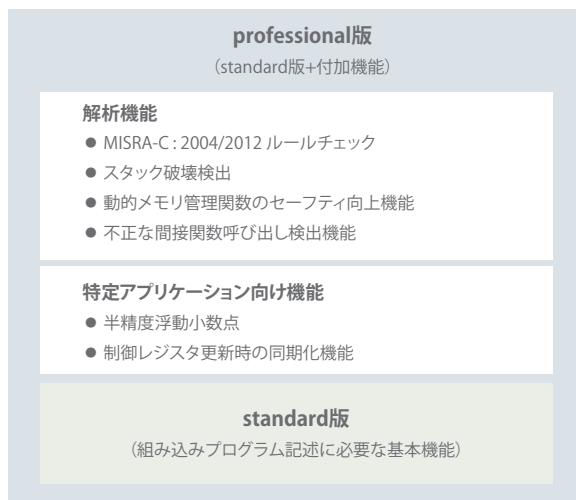 professional版
（standard版+付加機能）
解析機能
● MISRA-C : 2004/2012 ルールチェック
● スタック破壊検出
● 動的メモリ管理関数のセーフティ向上機能
● 不正な間接関数呼び出し検出機能
特定アプリケーション向け機能
● 半精度浮動小数点
● 制御レジスタ更新時の同期化機能
standard版
（組み込みプログラム記述に必要な基本機能）